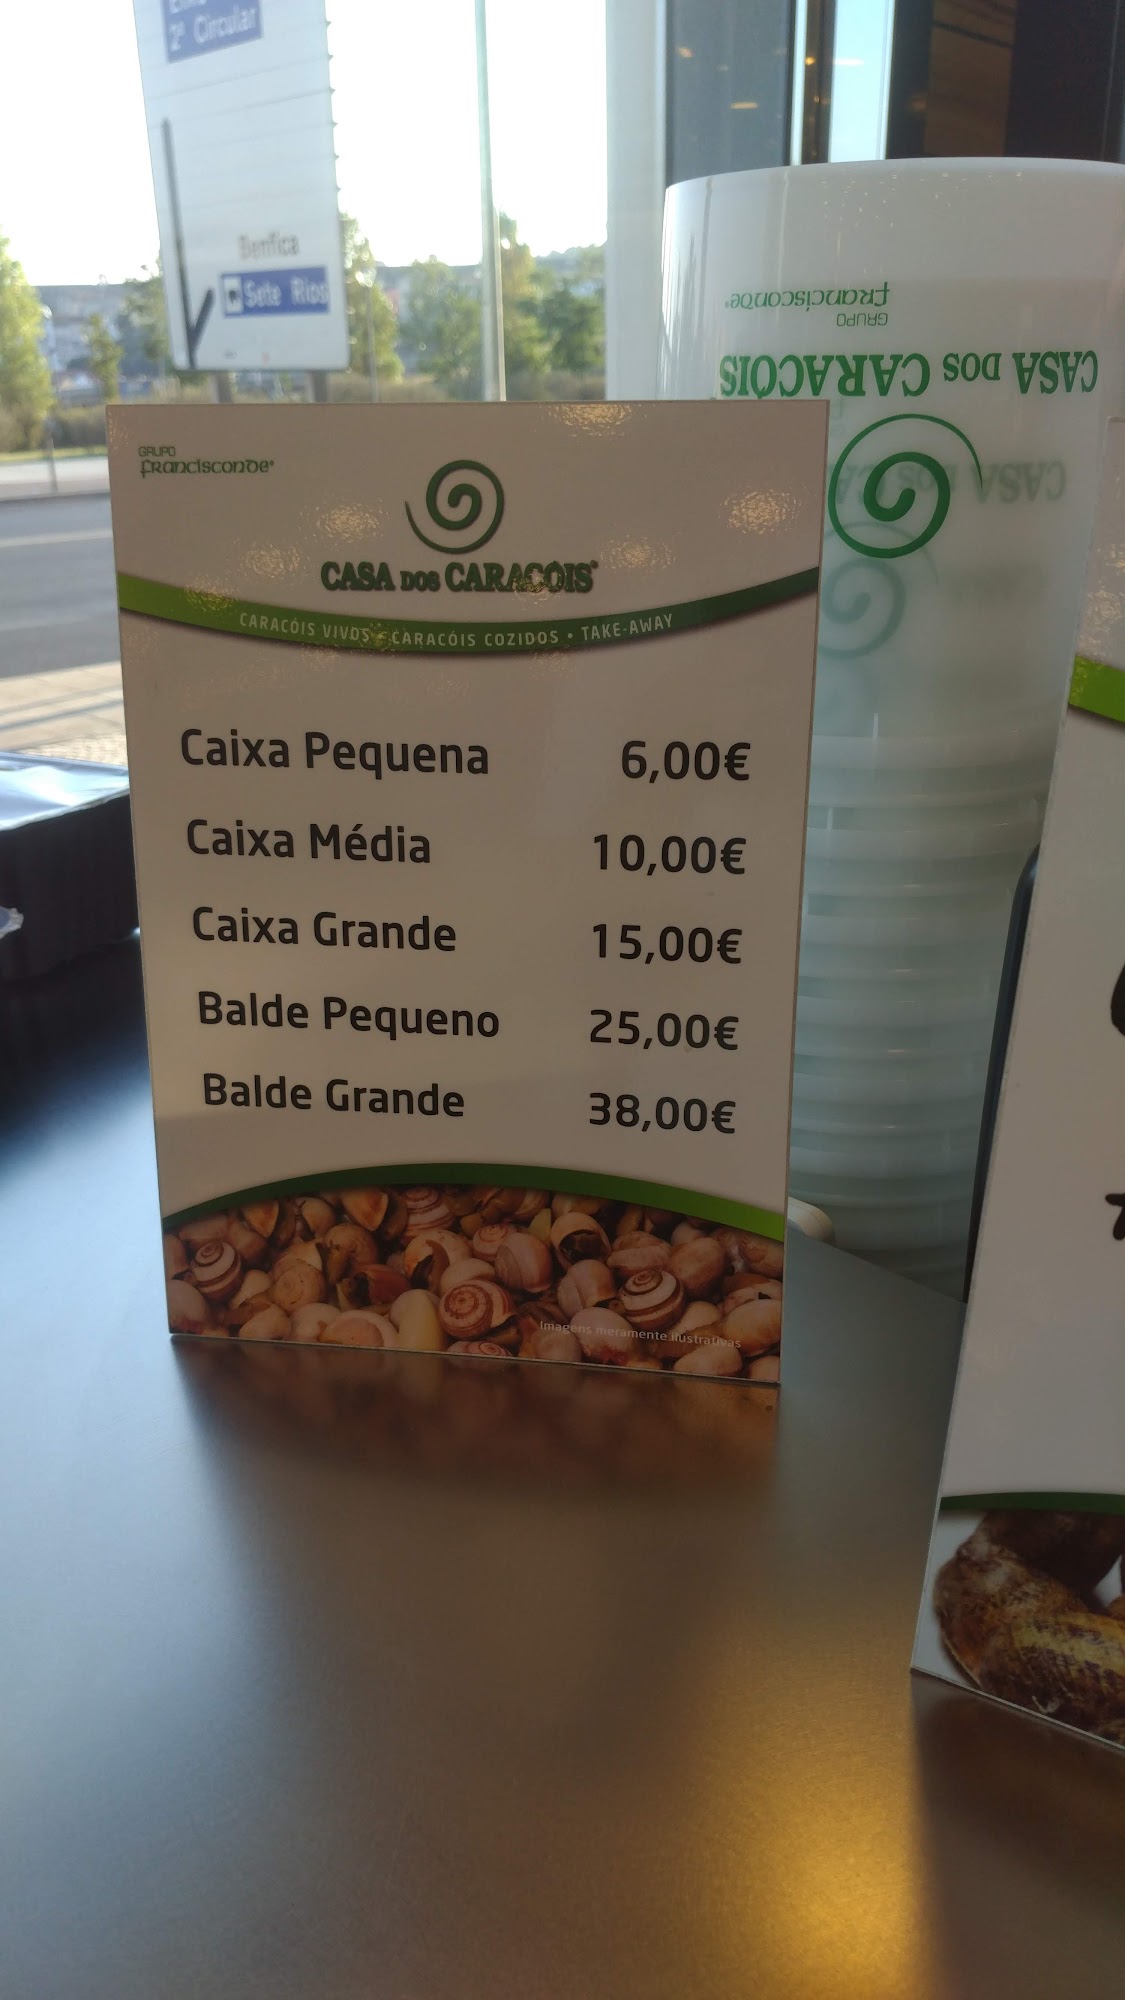 2ª Circular
Benfica
Sete Rios
GRUPO
francisconde®
CASA DOS CARACÓIS
GRUPO
francisconde®
CASA DOS CARACÓIS®
CARACÓIS VIVOS • CARACÓIS COZIDOS • TAKE-AWAY
Caixa Pequena 6,00€
Caixa Média 10,00€
Caixa Grande 15,00€
Balde Pequeno 25,00€
Balde Grande 38,00€
Imagens meramente ilustrativas